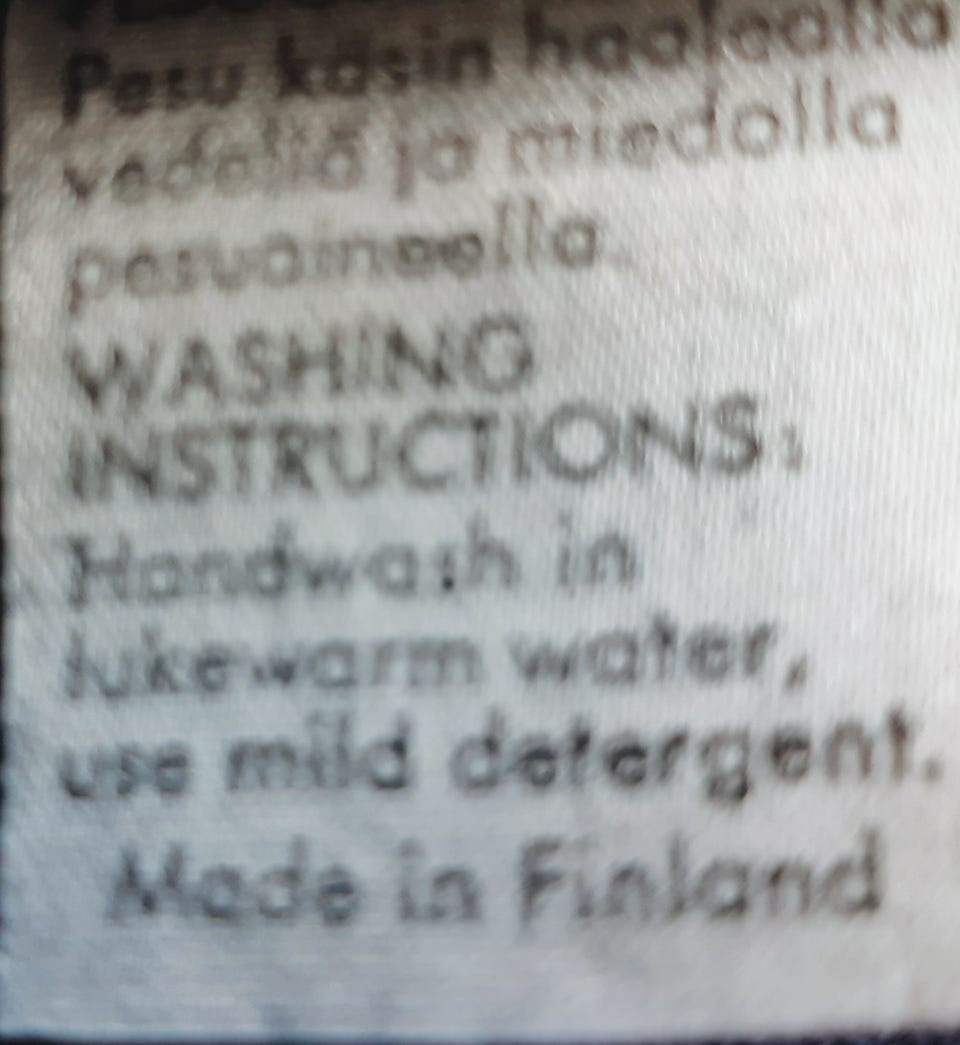 Pesu käsin haalealla
vedellä ja miedolla
pesuaineella.
WASHING
INSTRUCTIONS:
Handwash in
lukewarm water,
use mild detergent.
Made in Finland